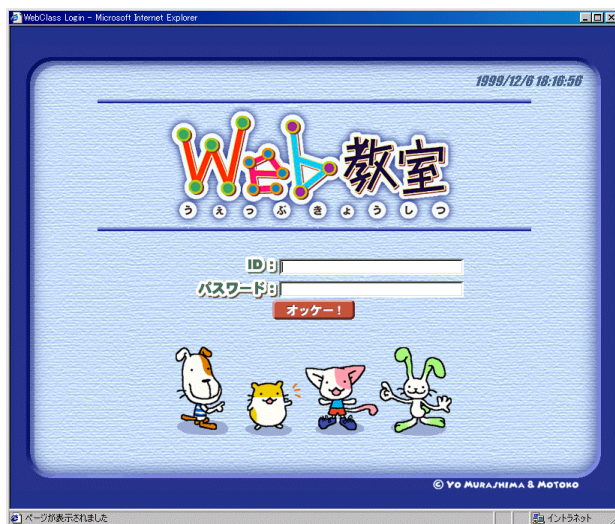 WebClass Login - Microsoft Internet Explorer
1999/12/6 18:16:56
Web教室
うぇっぶきょうしつ
ID:
パスワード:
オッケー!
© YO MURAJHIMA & MOTOKO
ページが表示されました
イントラネット